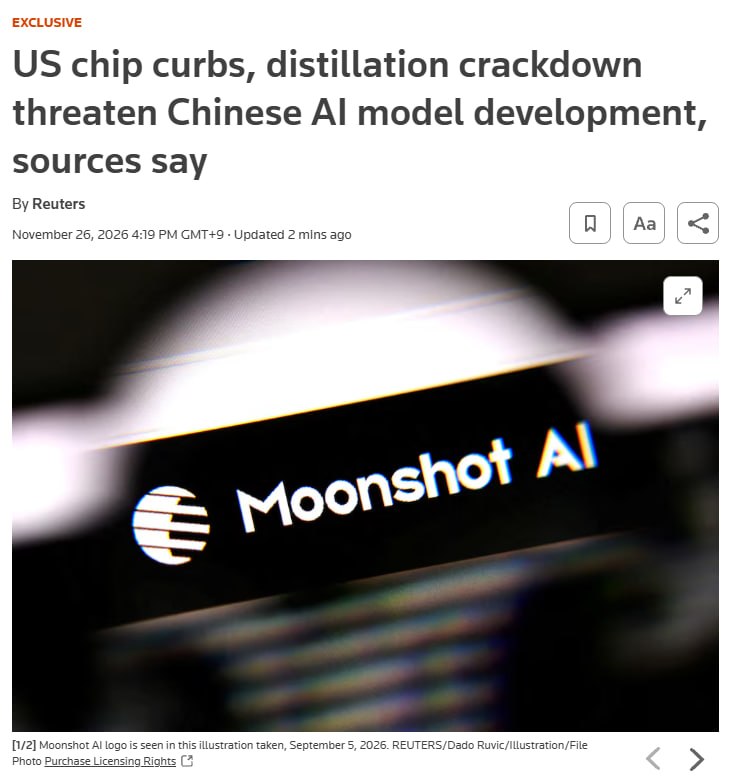 EXCLUSIVE
US chip curbs, distillation crackdown
threaten Chinese AI model development,
sources say
By Reuters
November 26, 2026 4:19 PM GMT+9 · Updated 2 mins ago
Aa
Moonshot AI
[1/2] Moonshot AI logo is seen in this illustration taken, September 5, 2026. REUTERS/Dado Ruvic/Illustration/File
Photo Purchase Licensing Rights